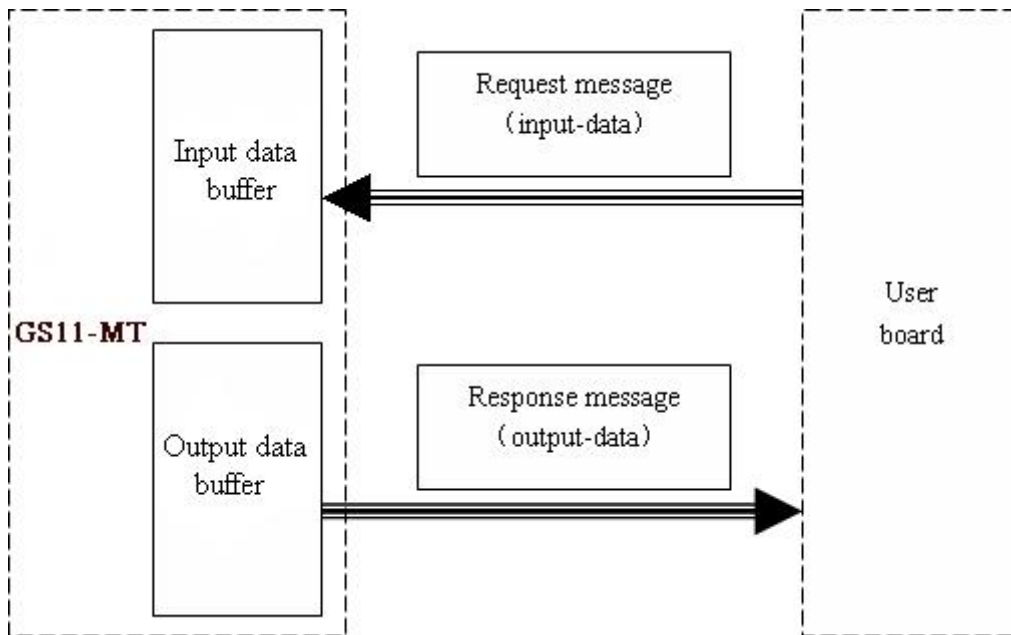 Request message
(input-data)
Input data
buffer
User
board
GS11-MT
Response message
(output-data)
Output data
buffer